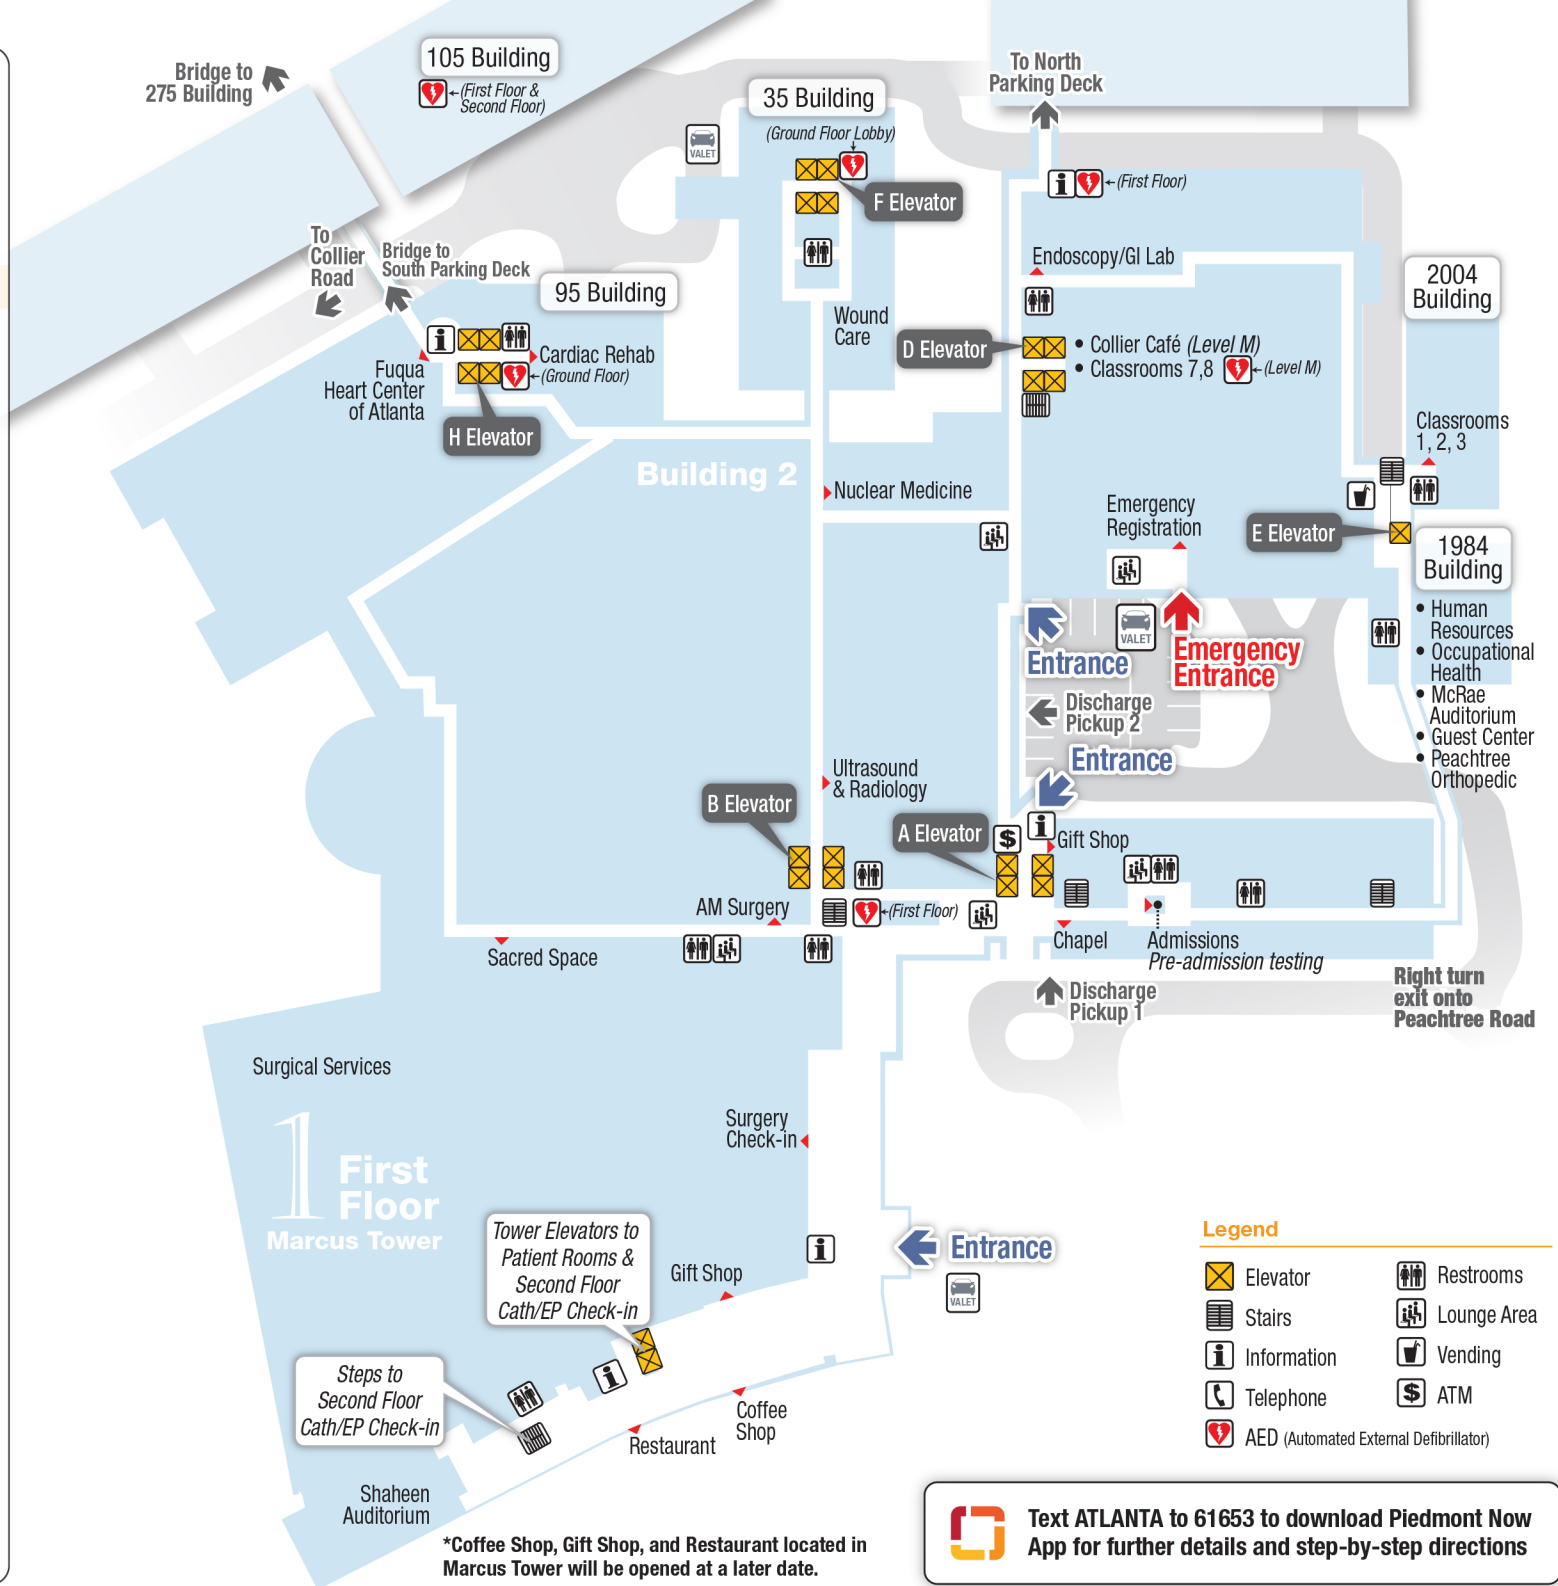 Bridge to
275 Building
105 Building
(First Floor &
Second Floor)
VALET
35 Building
(Ground Floor Lobby)
F Elevator
To North
Parking Deck
(First Floor)
To
Collier
Road
Bridge to
South Parking Deck
95 Building
Endoscopy/GI Lab
2004
Building
Wound
Care
D Elevator
• Collier Café (Level M)
• Classrooms 7,8
(Level M)
Cardiac Rehab
(Ground Floor)
Fuqua
Heart Center
of Atlanta
H Elevator
Classrooms
1, 2, 3
Building 2
Nuclear Medicine
Emergency
Registration
E Elevator
1984
Building
• Human
Resources
• Occupational
Health
• McRae
Auditorium
• Guest Center
• Peachtree
Orthopedic
VALET
Entrance
Emergency
Entrance
Discharge
Pickup 2
Entrance
Ultrasound
& Radiology
B Elevator
A Elevator
$
Gift Shop
AM Surgery
(First Floor)
Sacred Space
Chapel
Admissions
Pre-admission testing
Right turn
exit onto
Peachtree Road
Discharge
Pickup 1
Surgical Services
Surgery
Check-in
1 First
Floor
Marcus Tower
Tower Elevators to
Patient Rooms &
Second Floor
Cath/EP Check-in
Gift Shop
Entrance
VALET
Steps to
Second Floor
Cath/EP Check-in
Coffee
Shop
Restaurant
Shaheen
Auditorium
Legend
Elevator
Restrooms
Stairs
Lounge Area
Information
Vending
Telephone
$ ATM
AED (Automated External Defibrillator)
*Coffee Shop, Gift Shop, and Restaurant located in
Marcus Tower will be opened at a later date.
Text ATLANTA to 61653 to download Piedmont Now
App for further details and step-by-step directions